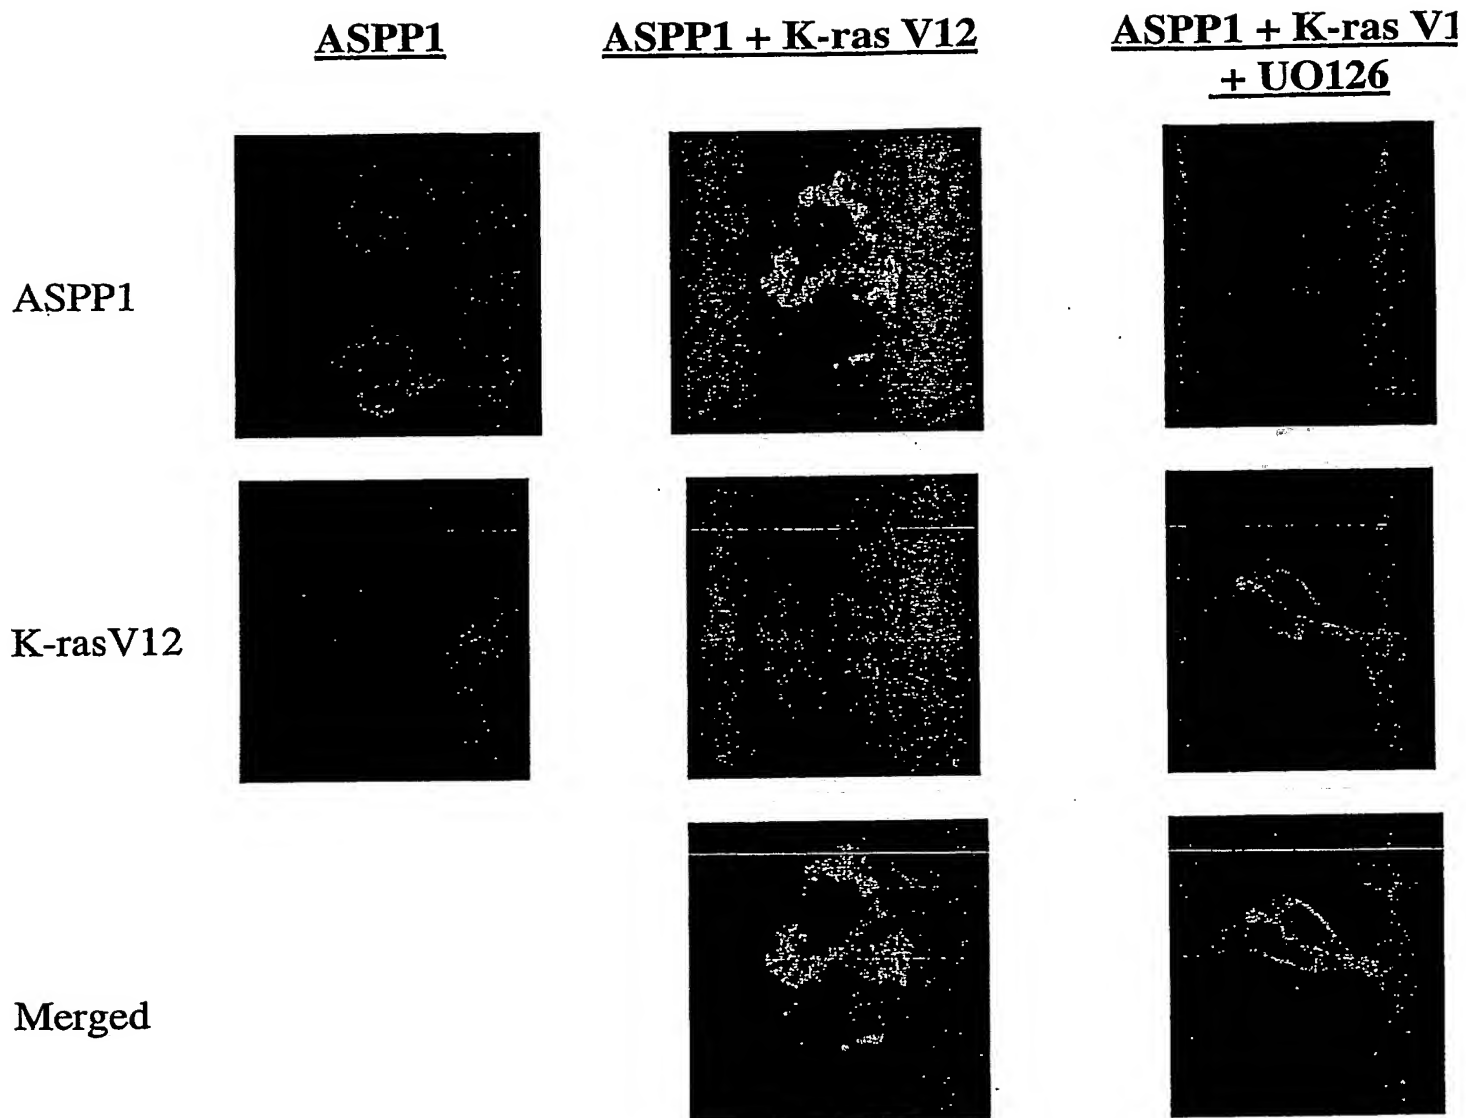 ASPP1
ASPP1 + K-ras V12
ASPP1 + K-ras V1
+ UO126
ASPP1
K-rasV12
Merged